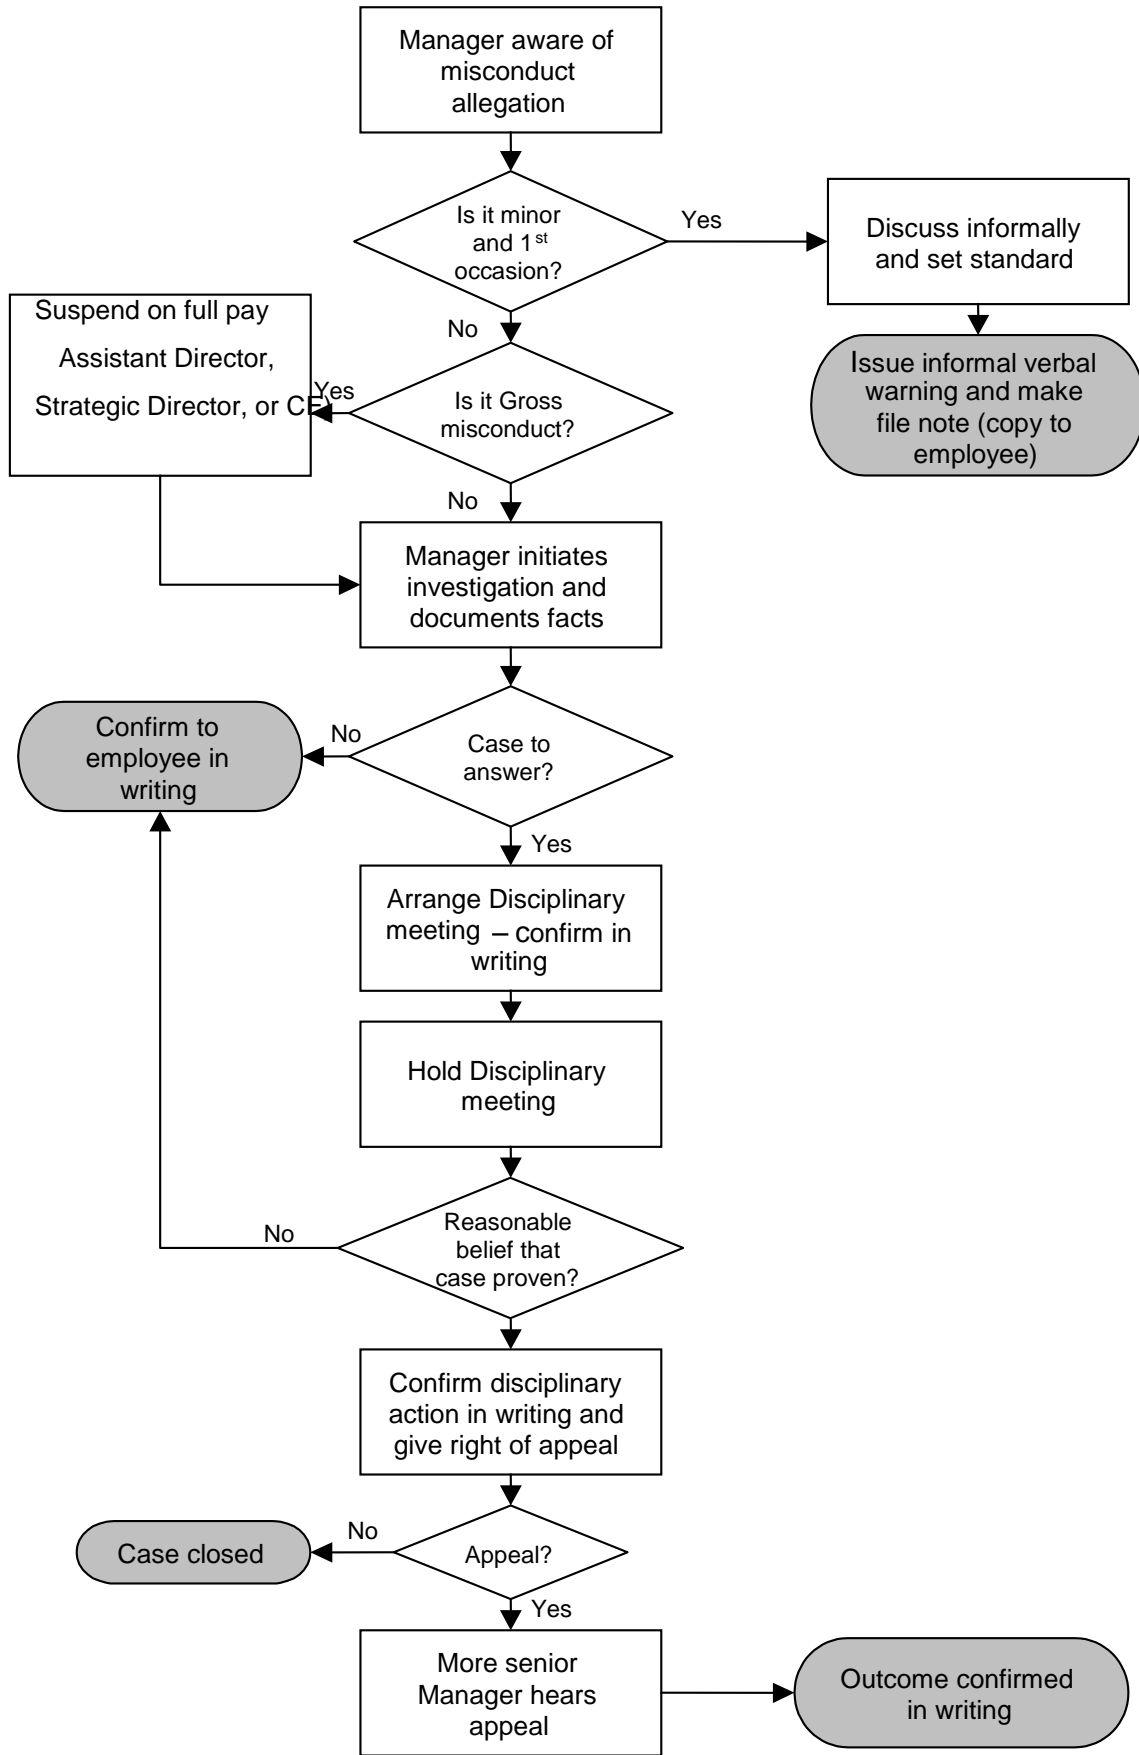 Manager aware of
misconduct
allegation
Is it minor
and 1st
occasion?
Yes
Discuss informally
and set standard
Issue informal verbal
warning and make
file note (copy to
employee)
No
Suspend on full pay
Assistant Director,
Strategic Director, or CE)
Yes
Is it Gross
misconduct?
No
Manager initiates
investigation and
documents facts
Confirm to
employee in
writing
No
Case to
answer?
Yes
Arrange Disciplinary
meeting – confirm in
writing
Hold Disciplinary
meeting
No
Reasonable
belief that
case proven?
Confirm disciplinary
action in writing and
give right of appeal
Case closed
No
Appeal?
Yes
More senior
Manager hears
appeal
Outcome confirmed
in writing